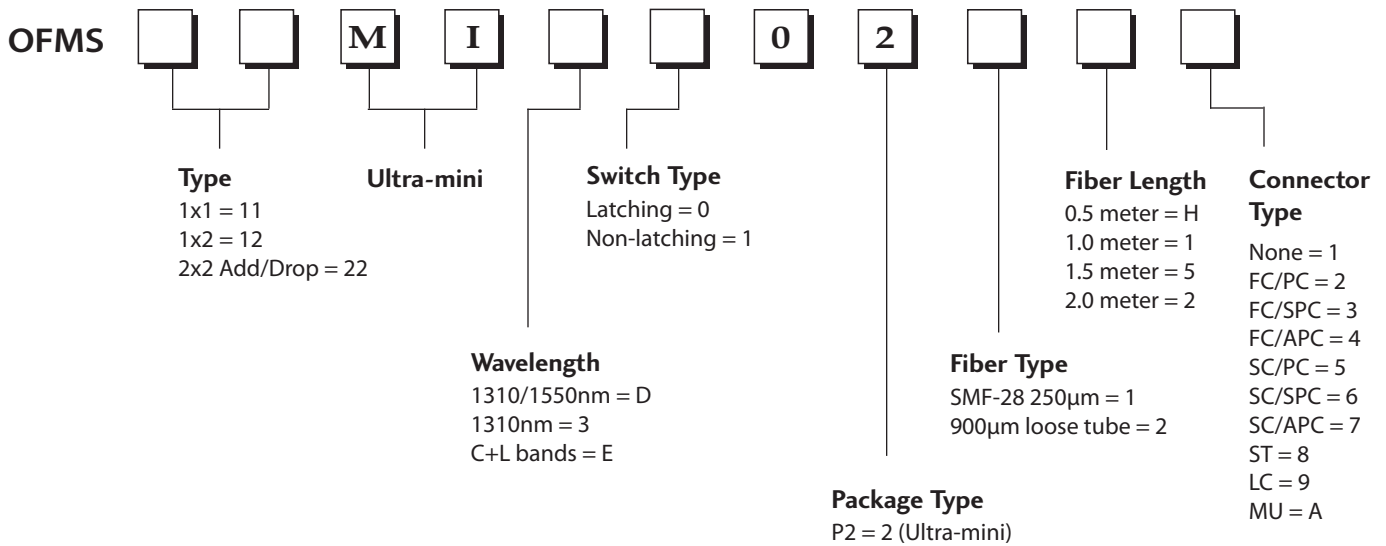 OFMS M I 0 2
Type
1x1 = 11
1x2 = 12
2x2 Add/Drop = 22
Ultra-mini
Wavelength
1310/1550nm = D
1310nm = 3
C+L bands = E
Switch Type
Latching = 0
Non-latching = 1
Package Type
P2 = 2 (Ultra-mini)
Fiber Type
SMF-28 250µm = 1
900µm loose tube = 2
Fiber Length
0.5 meter = H
1.0 meter = 1
1.5 meter = 5
2.0 meter = 2
Connector
Type
None = 1
FC/PC = 2
FC/SPC = 3
FC/APC = 4
SC/PC = 5
SC/SPC = 6
SC/APC = 7
ST = 8
LC = 9
MU = A